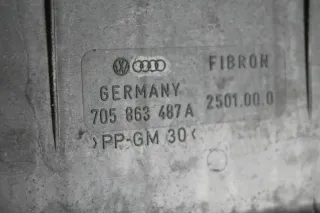 FIBRON
GERMANY
705 863 487A 2501.00.0
>PP-GM 30<